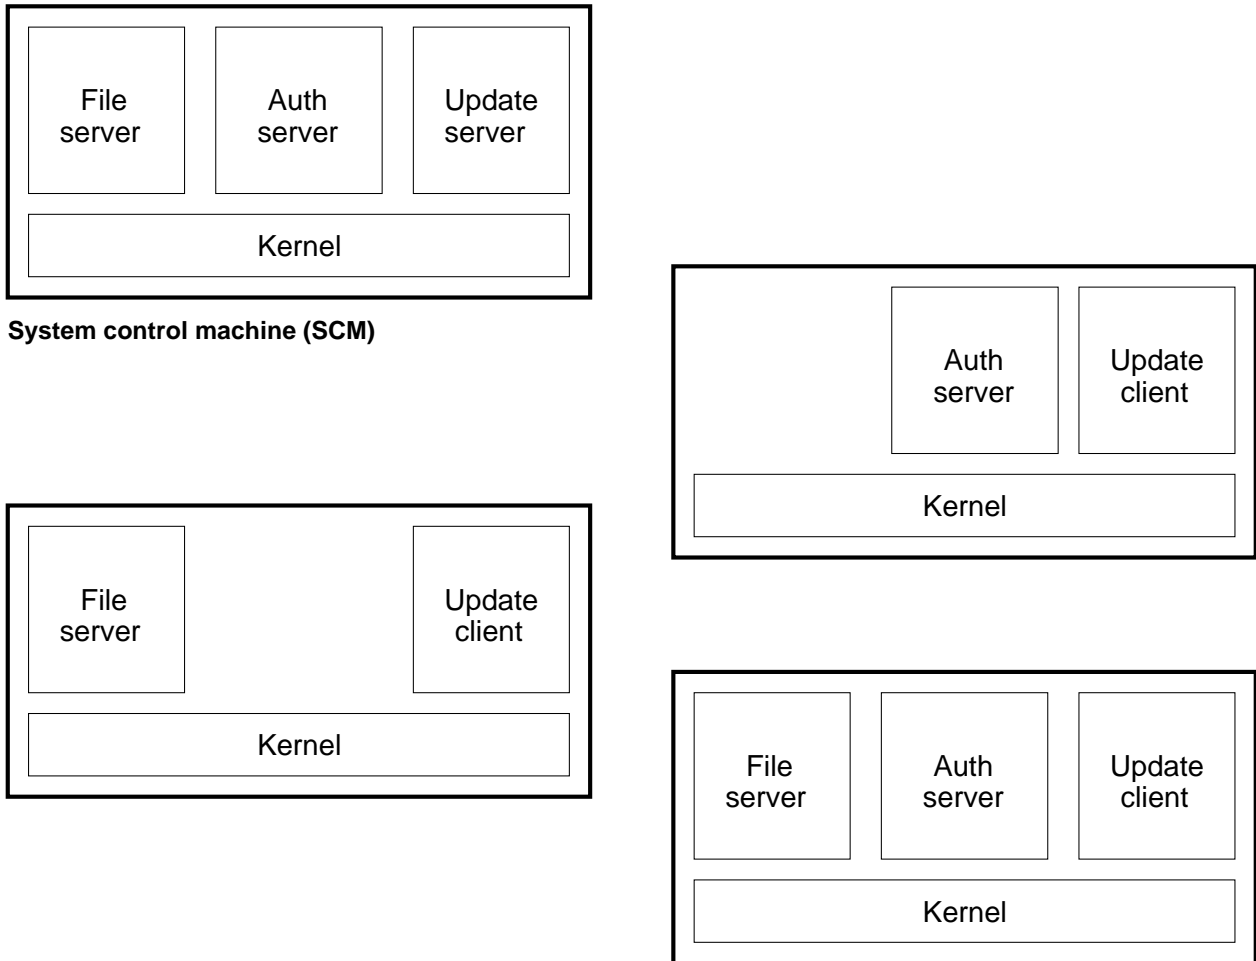 File
server
Auth
server
Update
server
Kernel
System control machine (SCM)
Auth
server
Update
client
Kernel
File
server
Update
client
Kernel
File
server
Auth
server
Update
client
Kernel